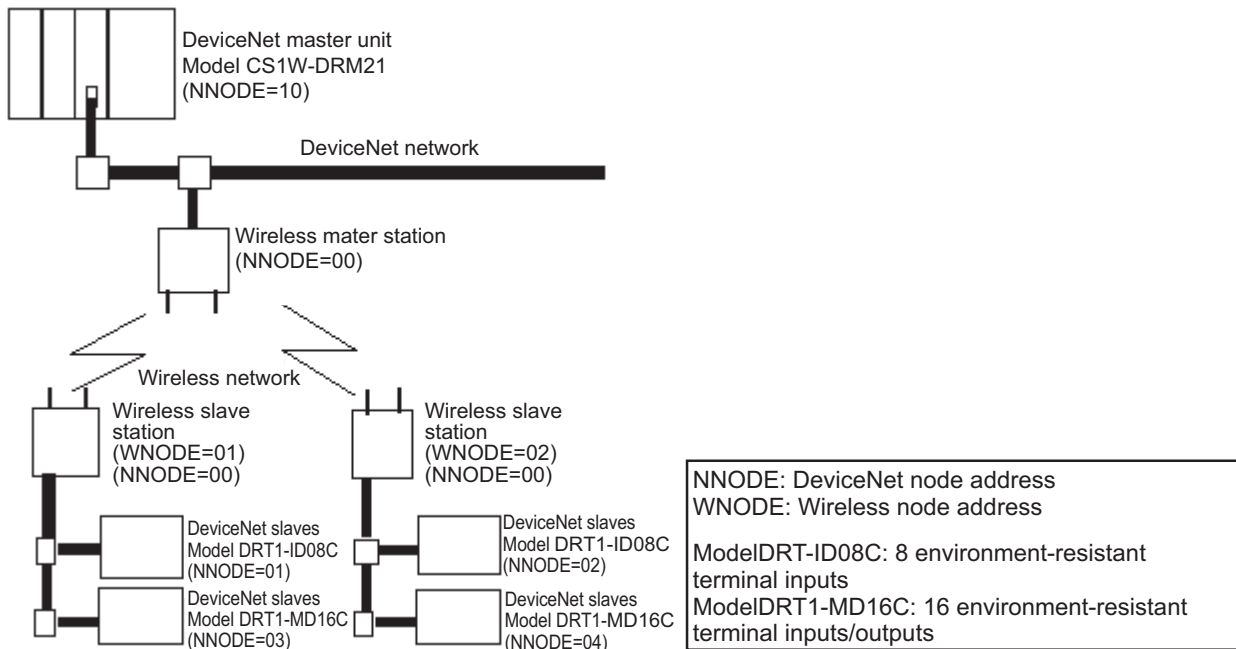 DeviceNet master unit
Model CS1W-DRM21
(NNODE=10)
DeviceNet network
Wireless mater station
(NNODE=00)
Wireless network
Wireless slave
station
(WNODE=01)
(NNODE=00)
Wireless slave
station
(WNODE=02)
(NNODE=00)
DeviceNet slaves
Model DRT1-ID08C
(NNODE=01)
DeviceNet slaves
Model DRT1-ID08C
(NNODE=02)
DeviceNet slaves
Model DRT1-MD16C
(NNODE=03)
DeviceNet slaves
Model DRT1-MD16C
(NNODE=04)
NNODE: DeviceNet node address
WNODE: Wireless node address
ModelDRT-ID08C: 8 environment-resistant
terminal inputs
ModelDRT1-MD16C: 16 environment-resistant
terminal inputs/outputs